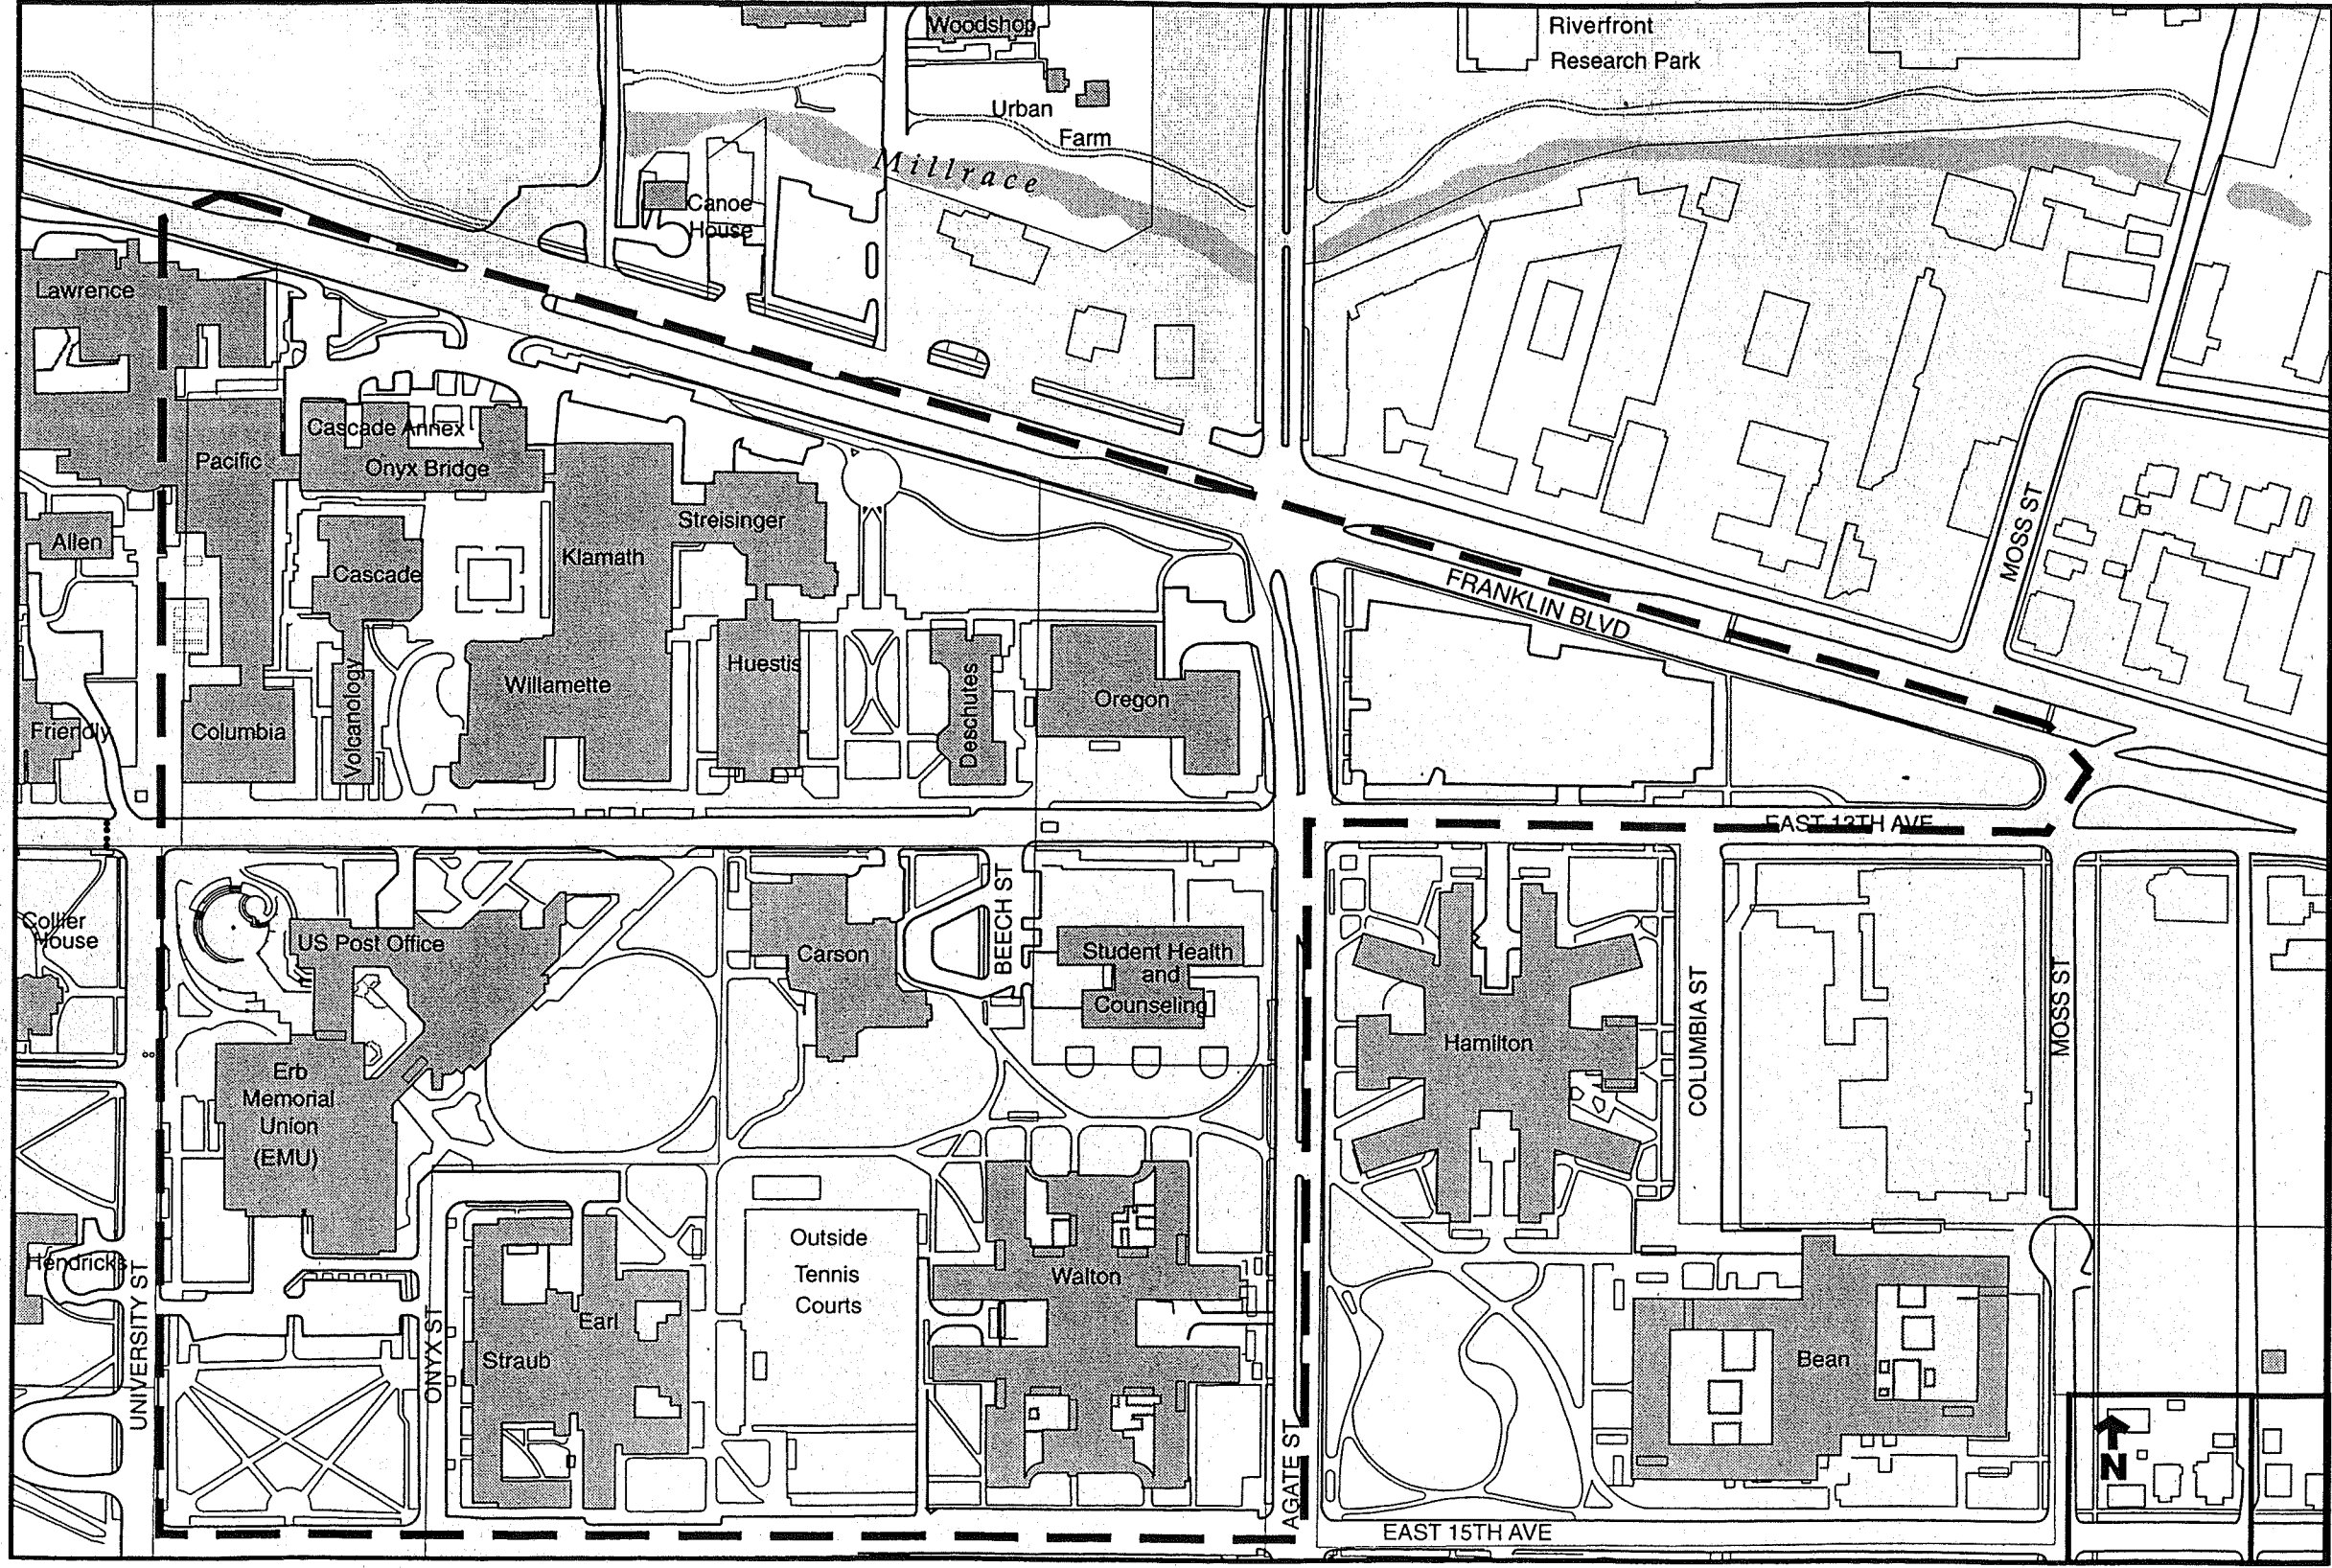 Woodshop
Riverfront
Research Park
Urban
Farm
Millrace
Canoe
House
Lawrence
Cascade Annex
Pacific
Onyx Bridge
Streisinger
Allen
Klamath
Cascade
MOSS ST
FRANKLIN BLVD
Huestis
Willamette
Volcanology
Deschutes
Oregon
Friendly
Columbia
EAST 13TH AVE
Collier
House
US Post Office
Carson
BEECH ST
Student Health
and
Counseling
Hamilton
COLUMBIA ST
MOSS ST
Erb
Memorial
Union
(EMU)
Outside
Tennis
Courts
Hendricks
UNIVERSITY ST
ONYX ST
Earl
Straub
Walton
Bean
AGATE ST
N
EAST 15TH AVE